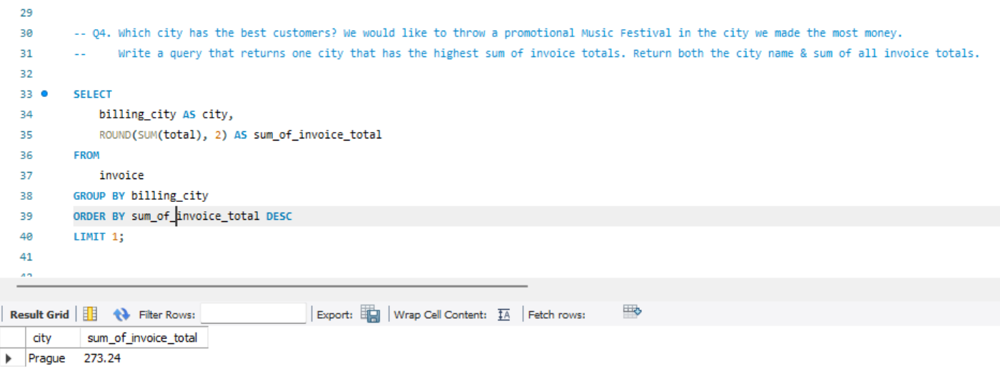 29
30 -- Q4. Which city has the best customers? We would like to throw a promotional Music Festival in the city we made the most money.
31 --     Write a query that returns one city that has the highest sum of invoice totals. Return both the city name & sum of all invoice totals.
32
33 SELECT
34     billing_city AS city,
35     ROUND(SUM(total), 2) AS sum_of_invoice_total
36 FROM
37     invoice
38 GROUP BY billing_city
39 ORDER BY sum_of_invoice_total DESC
40 LIMIT 1;
41
Result Grid Filter Rows: Export: Wrap Cell Content: Fetch rows:
city sum_of_invoice_total
Prague 273.24